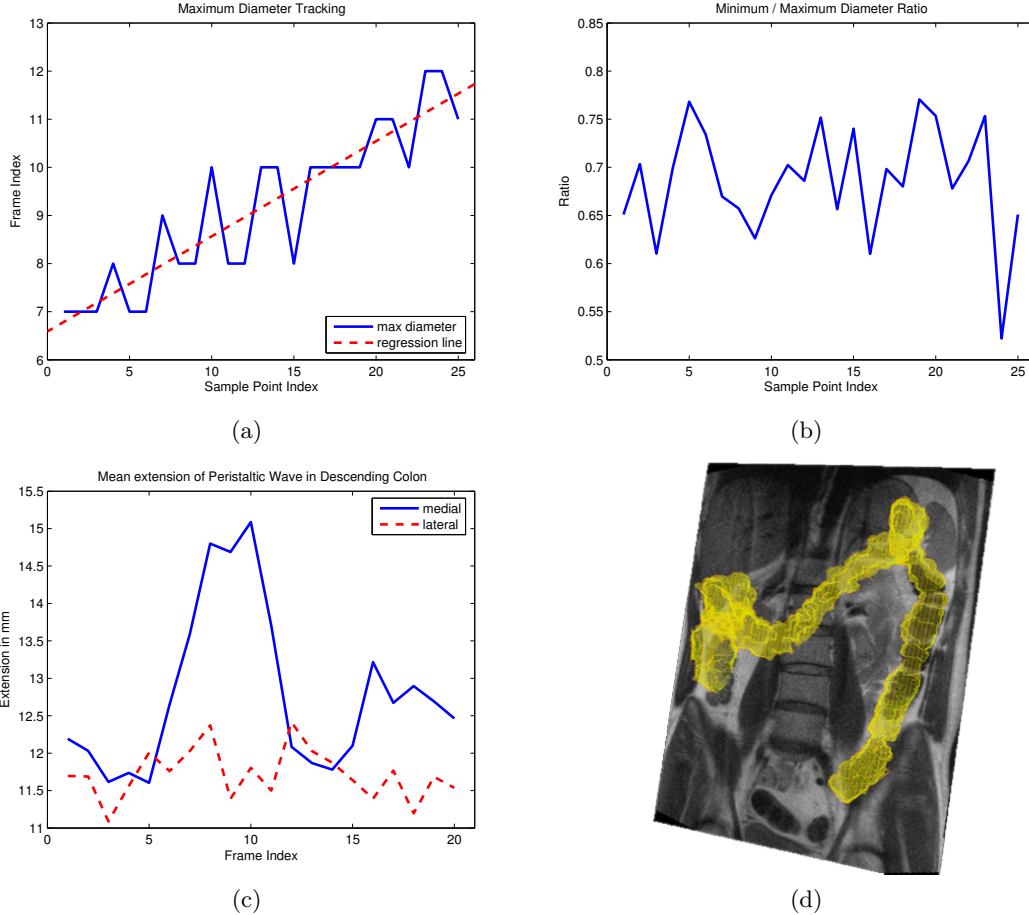 Maximum Diameter Tracking
13
12
11
10
9
8
7
6
Frame Index
0 5 10 15 20 25
Sample Point Index
max diameter
regression line
(a)
Minimum / Maximum Diameter Ratio
0.85
0.8
0.75
0.7
0.65
0.6
0.55
0.5
Ratio
0 5 10 15 20 25
Sample Point Index
(b)
Mean extension of Peristaltic Wave in Descending Colon
15.5
15
14.5
14
13.5
13
12.5
12
11.5
11
Extension in mm
0 5 10 15 20
Frame Index
medial
lateral
(c)
(d)